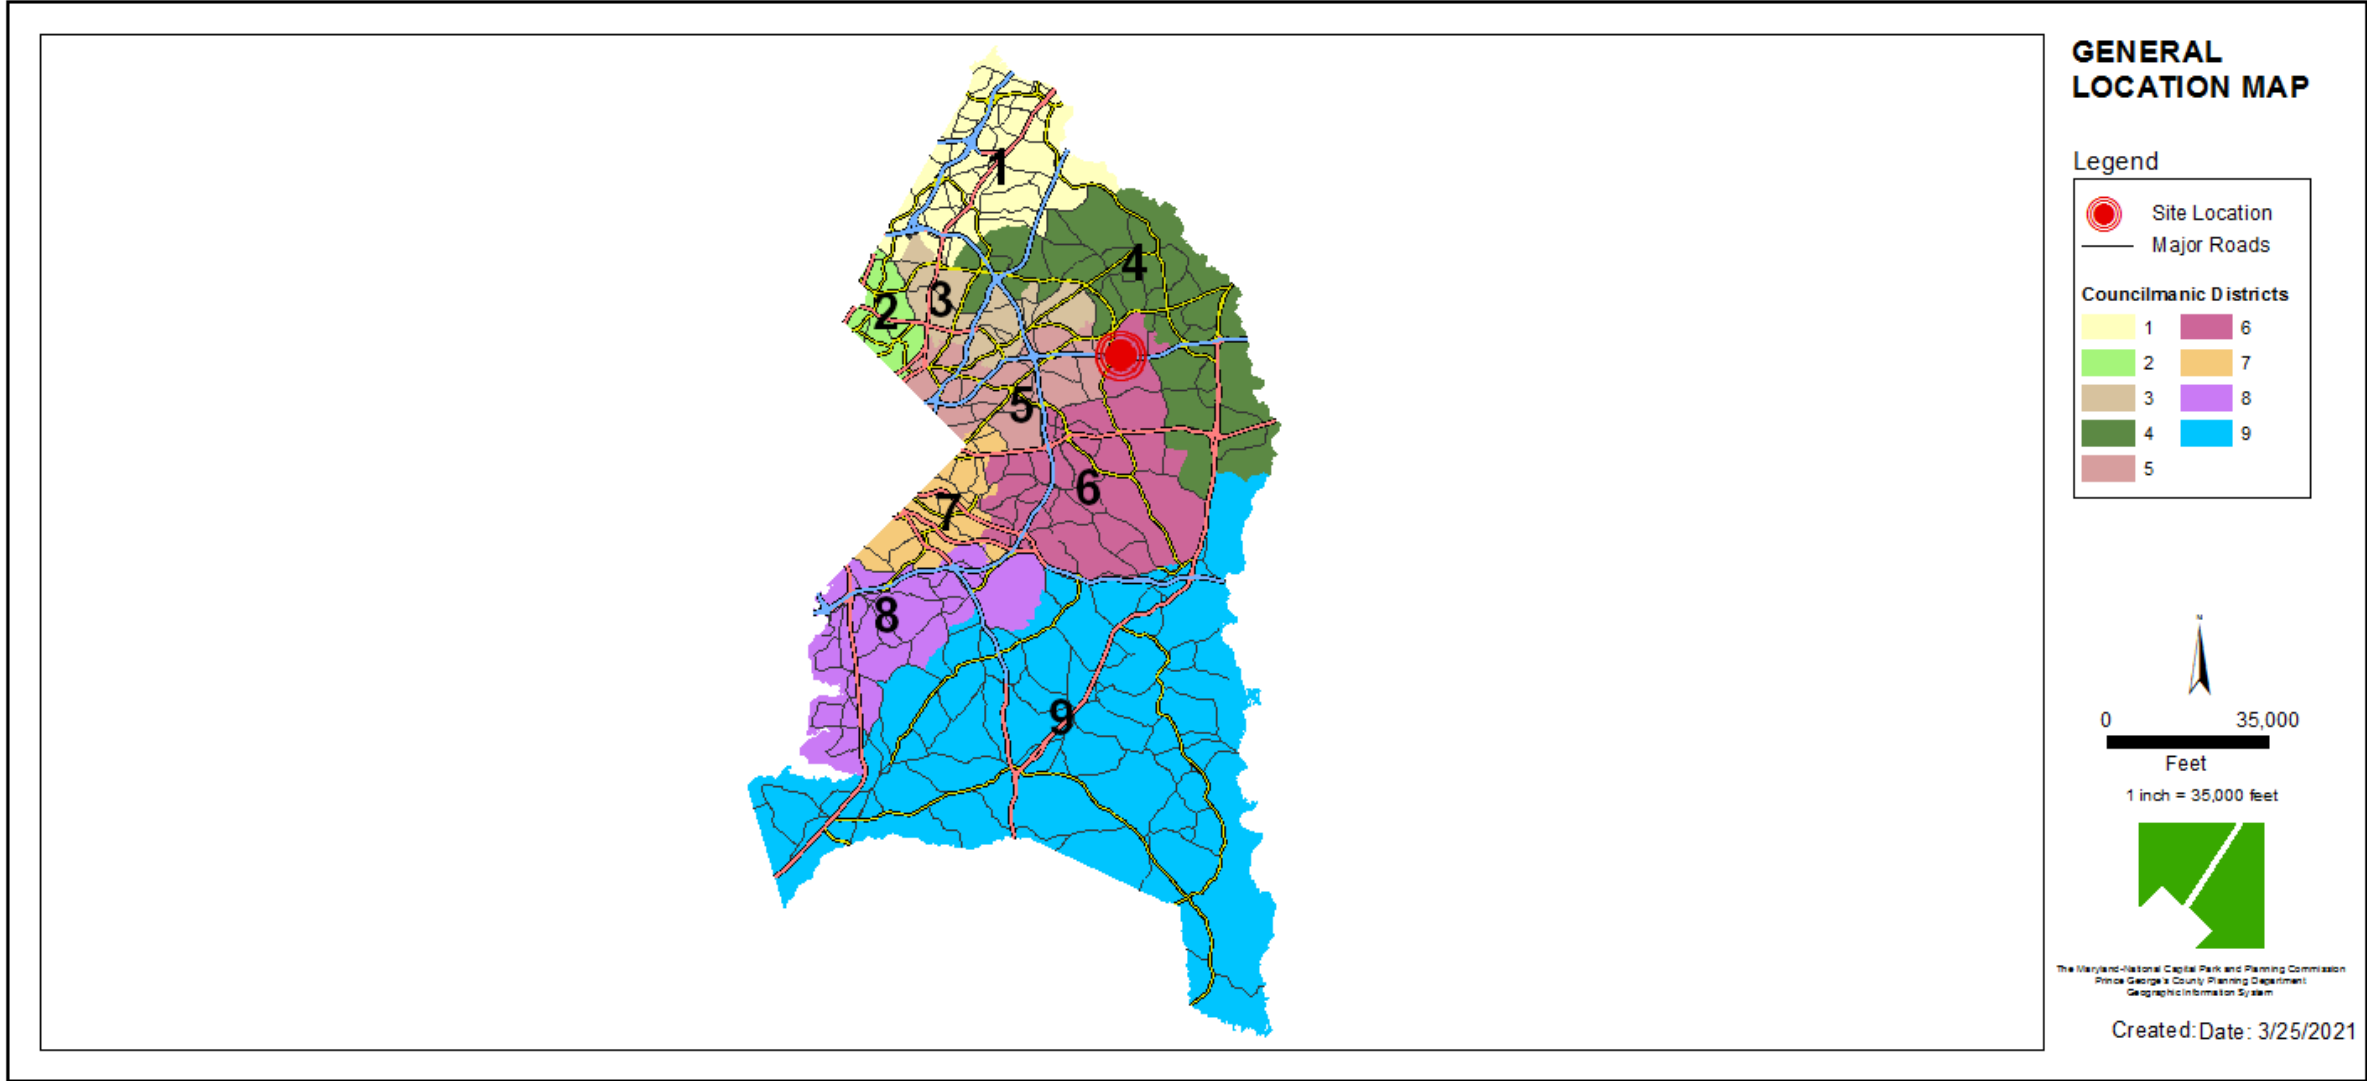 GENERAL
LOCATION MAP
Legend
Site Location
Major Roads
Councilmanic Districts
1 6
2 7
3 8
4 9
5
1
4
3
2
5
6
7
8
9
N
0 35,000
Feet
1 inch = 35,000 feet
The Maryland-National Capital Park and Planning Commission
Prince George's County Planning Department
Geographic Information System
Created: Date: 3/25/2021